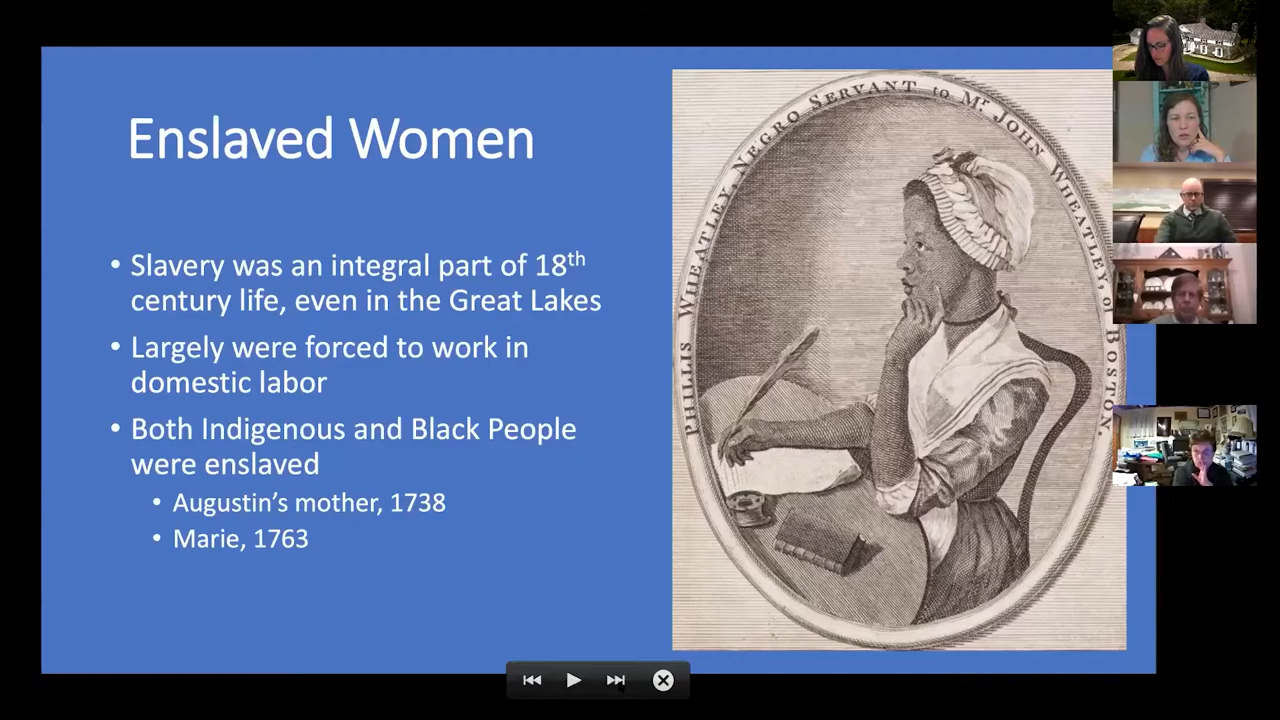 Enslaved Women
• Slavery was an integral part of 18th
century life, even in the Great Lakes
• Largely were forced to work in
domestic labor
• Both Indigenous and Black People
were enslaved
• Augustin's mother, 1738
• Marie, 1763
PHILLIS WHEATLEY, NEGRO SERVANT to Mr. JOHN WHEATLEY, of BOSTON.